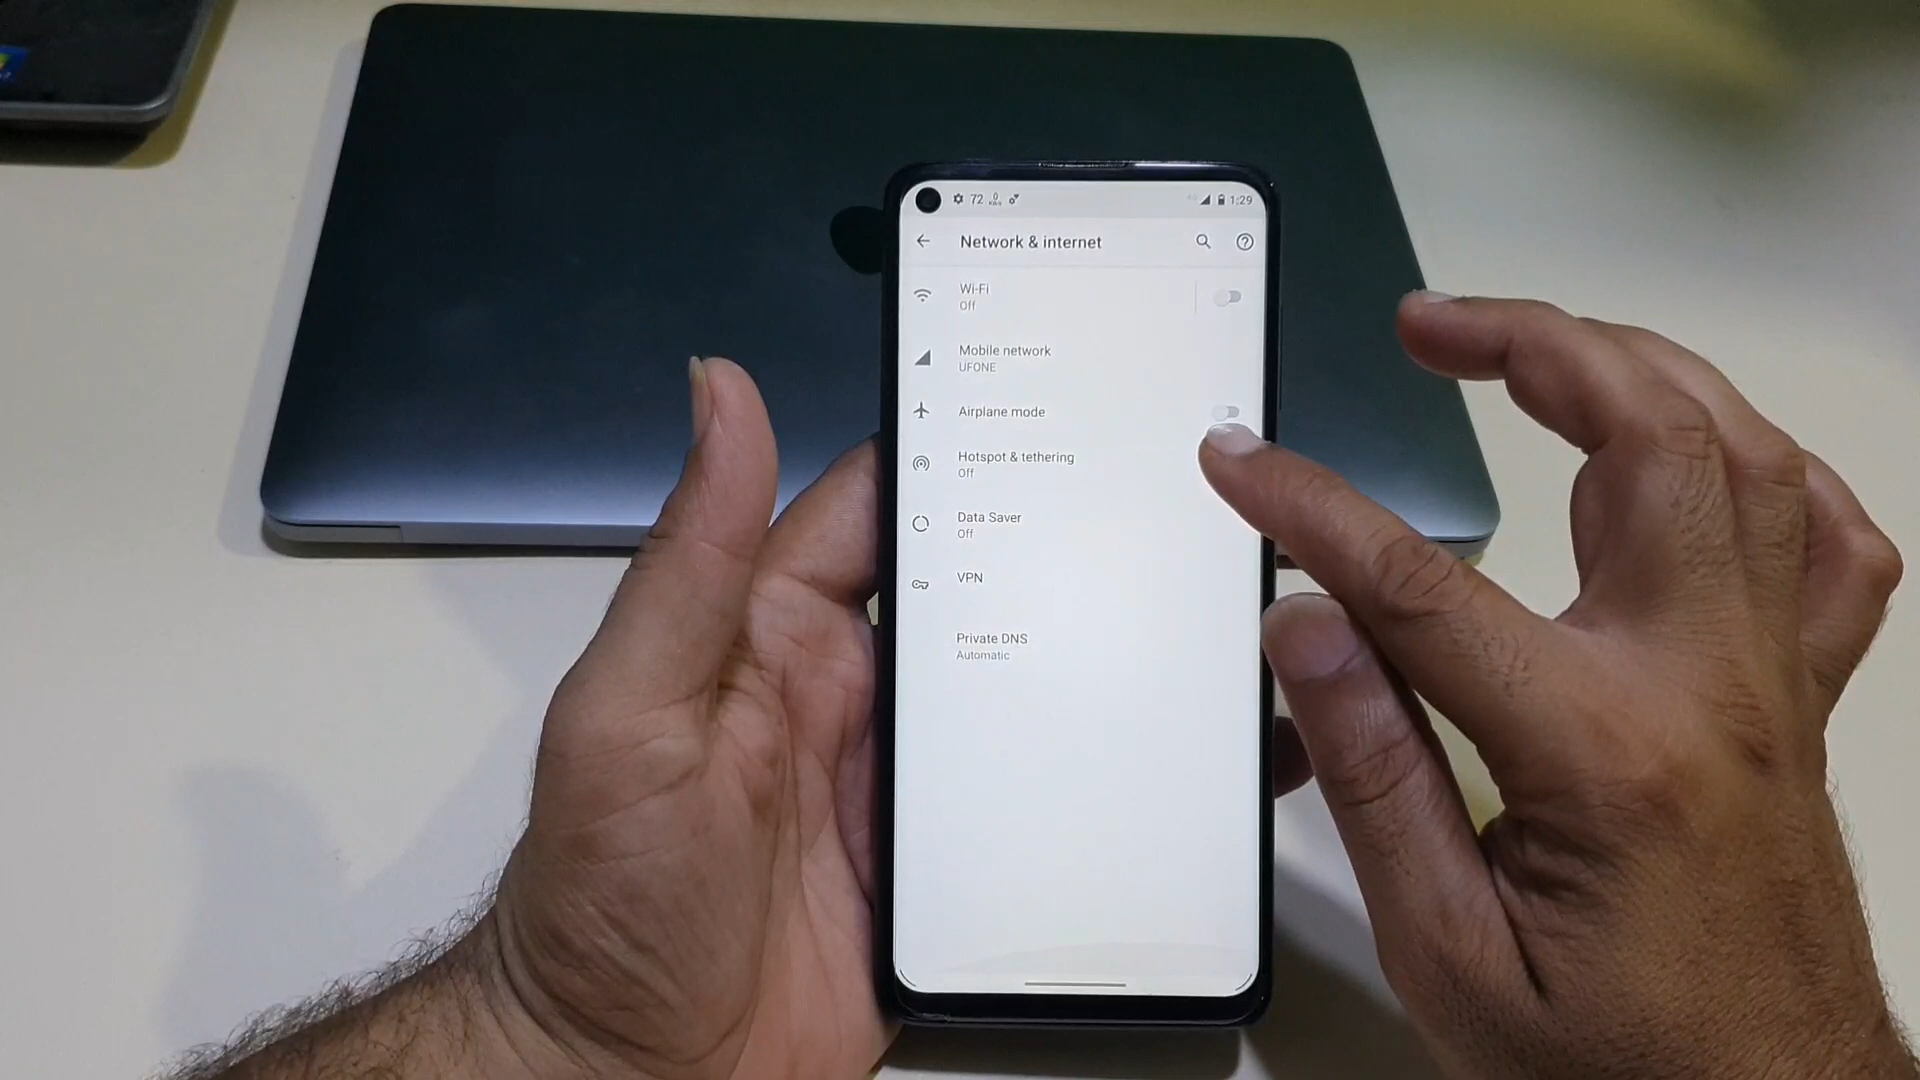 72 0 1:29
Network & internet
Wi-Fi
Off
Mobile network
UFONE
Airplane mode
Hotspot & tethering
Off
Data Saver
Off
VPN
Private DNS
Automatic